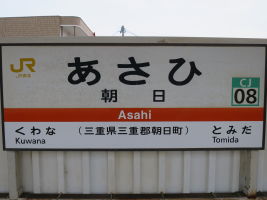 JR
JR東海
あさひ
朝日
CJ
08
Asahi
くわな
(三重県三重郡朝日町)
とみだ
Kuwana
Tomida